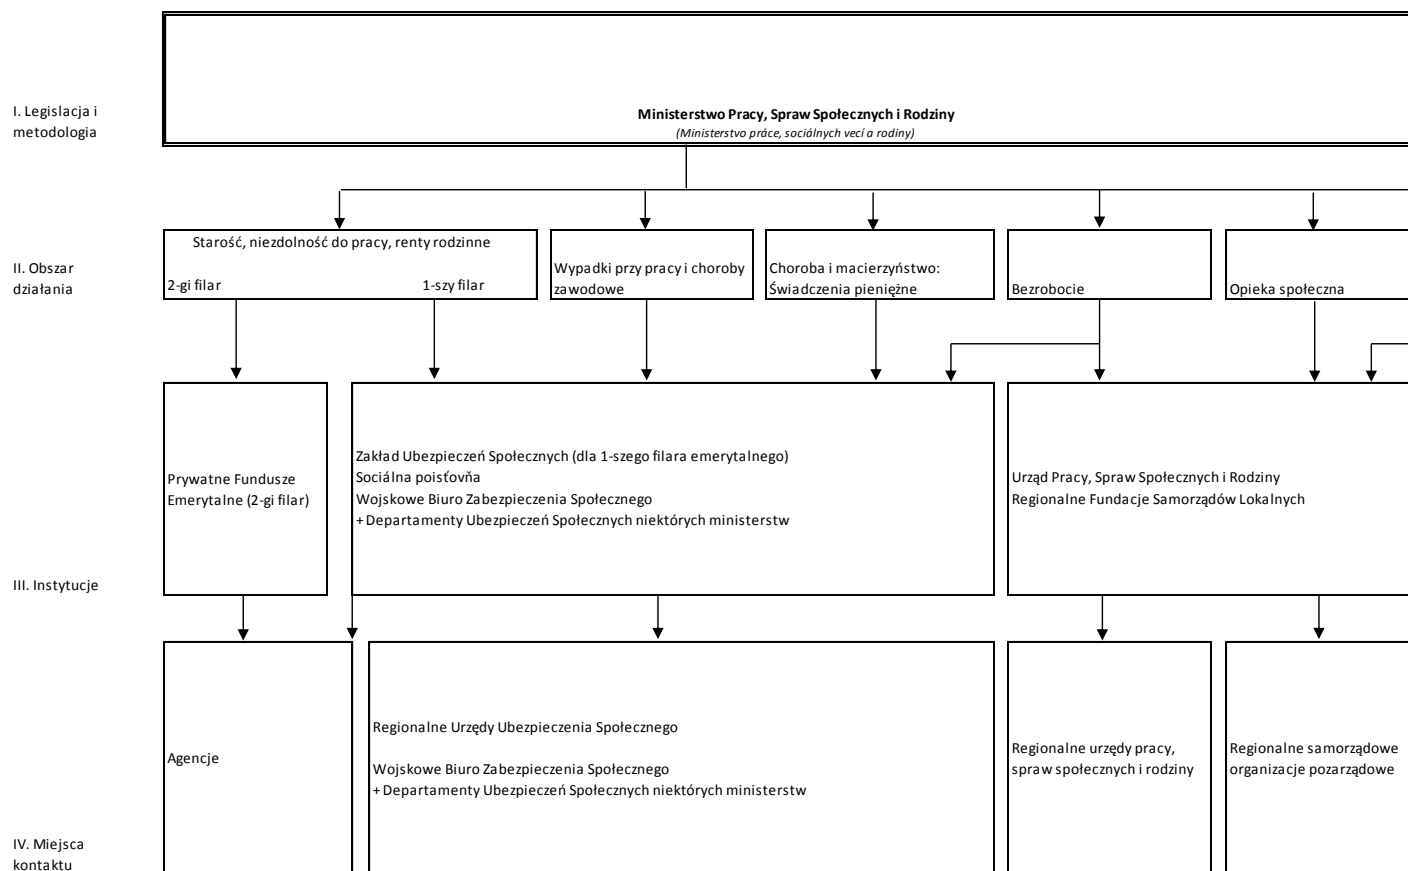 I. Legislacja i
metodologia
Ministerstwo Pracy, Spraw Społecznych i Rodziny
(Ministerstvo práce, sociálnych vecí a rodiny)
II. Obszar
działania
Starość, niezdolność do pracy, renty rodzinne
2-gi filar
1-szy filar
Wypadki przy pracy i choroby
zawodowe
Choroba i macierzyństwo:
Świadczenia pieniężne
Bezrobocie
Opieka społeczna
III. Instytucje
Prywatne Fundusze
Emerytalne (2-gi filar)
Zakład Ubezpieczeń Społecznych (dla 1-szego filara emerytalnego)
Sociálna poisťovňa
Wojskowe Biuro Zabezpieczenia Społecznego
+ Departamenty Ubezpieczeń Społecznych niektórych ministerstw
Urząd Pracy, Spraw Społecznych i Rodziny
Regionalne Fundacje Samorządów Lokalnych
IV. Miejsca
kontaktu
Agencje
Regionalne Urzędy Ubezpieczenia Społecznego
Wojskowe Biuro Zabezpieczenia Społecznego
+ Departamenty Ubezpieczeń Społecznych niektórych ministerstw
Regionalne urzędy pracy,
spraw społecznych i rodziny
Regionalne samorządowe
organizacje pozarządowe